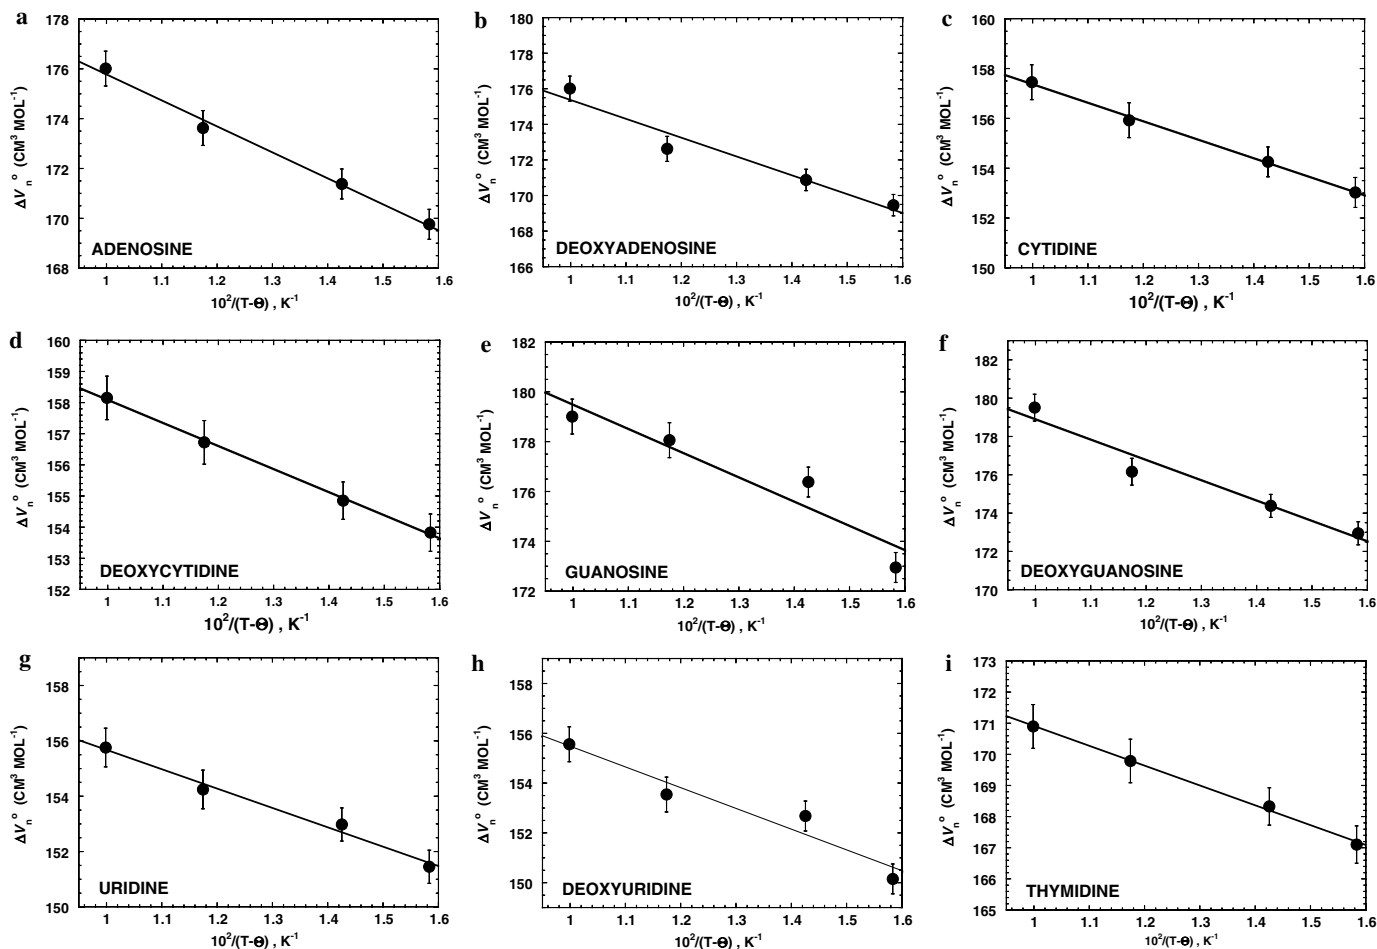 a
178
176
174
172
170
168
ΔVₙ° (CM³ MOL⁻¹)
ADENOSINE
1 1.1 1.2 1.3 1.4 1.5 1.6
10²/(T-Θ) , K⁻¹
b
180
178
176
174
172
170
168
166
ΔVₙ° (CM³ MOL⁻¹)
DEOXYADENOSINE
1 1.1 1.2 1.3 1.4 1.5 1.6
10²/(T-Θ) , K⁻¹
c
160
158
156
154
152
150
ΔVₙ° (CM³ MOL⁻¹)
CYTIDINE
1 1.1 1.2 1.3 1.4 1.5 1.6
10²/(T-Θ) , K⁻¹
d
160
159
158
157
156
155
154
153
152
ΔVₙ° (CM³ MOL⁻¹)
DEOXYCYTIDINE
1 1.1 1.2 1.3 1.4 1.5 1.6
10²/(T-Θ) , K⁻¹
e
182
180
178
176
174
172
ΔVₙ° (CM³ MOL⁻¹)
GUANOSINE
1 1.1 1.2 1.3 1.4 1.5 1.6
10²/(T-Θ) , K⁻¹
f
182
180
178
176
174
172
170
ΔVₙ° (CM³ MOL⁻¹)
DEOXYGUANOSINE
1 1.1 1.2 1.3 1.4 1.5 1.6
10²/(T-Θ) , K⁻¹
g
158
156
154
152
150
ΔVₙ° (CM³ MOL⁻¹)
URIDINE
1 1.1 1.2 1.3 1.4 1.5 1.6
10²/(T-Θ) , K⁻¹
h
158
156
154
152
150
ΔVₙ° (CM³ MOL⁻¹)
DEOXYURIDINE
1 1.1 1.2 1.3 1.4 1.5 1.6
10²/(T-Θ) , K⁻¹
i
173
172
171
170
169
168
167
166
165
ΔVₙ° (CM³ MOL⁻¹)
THYMIDINE
1 1.1 1.2 1.3 1.4 1.5 1.6
10²/(T-Θ) , K⁻¹